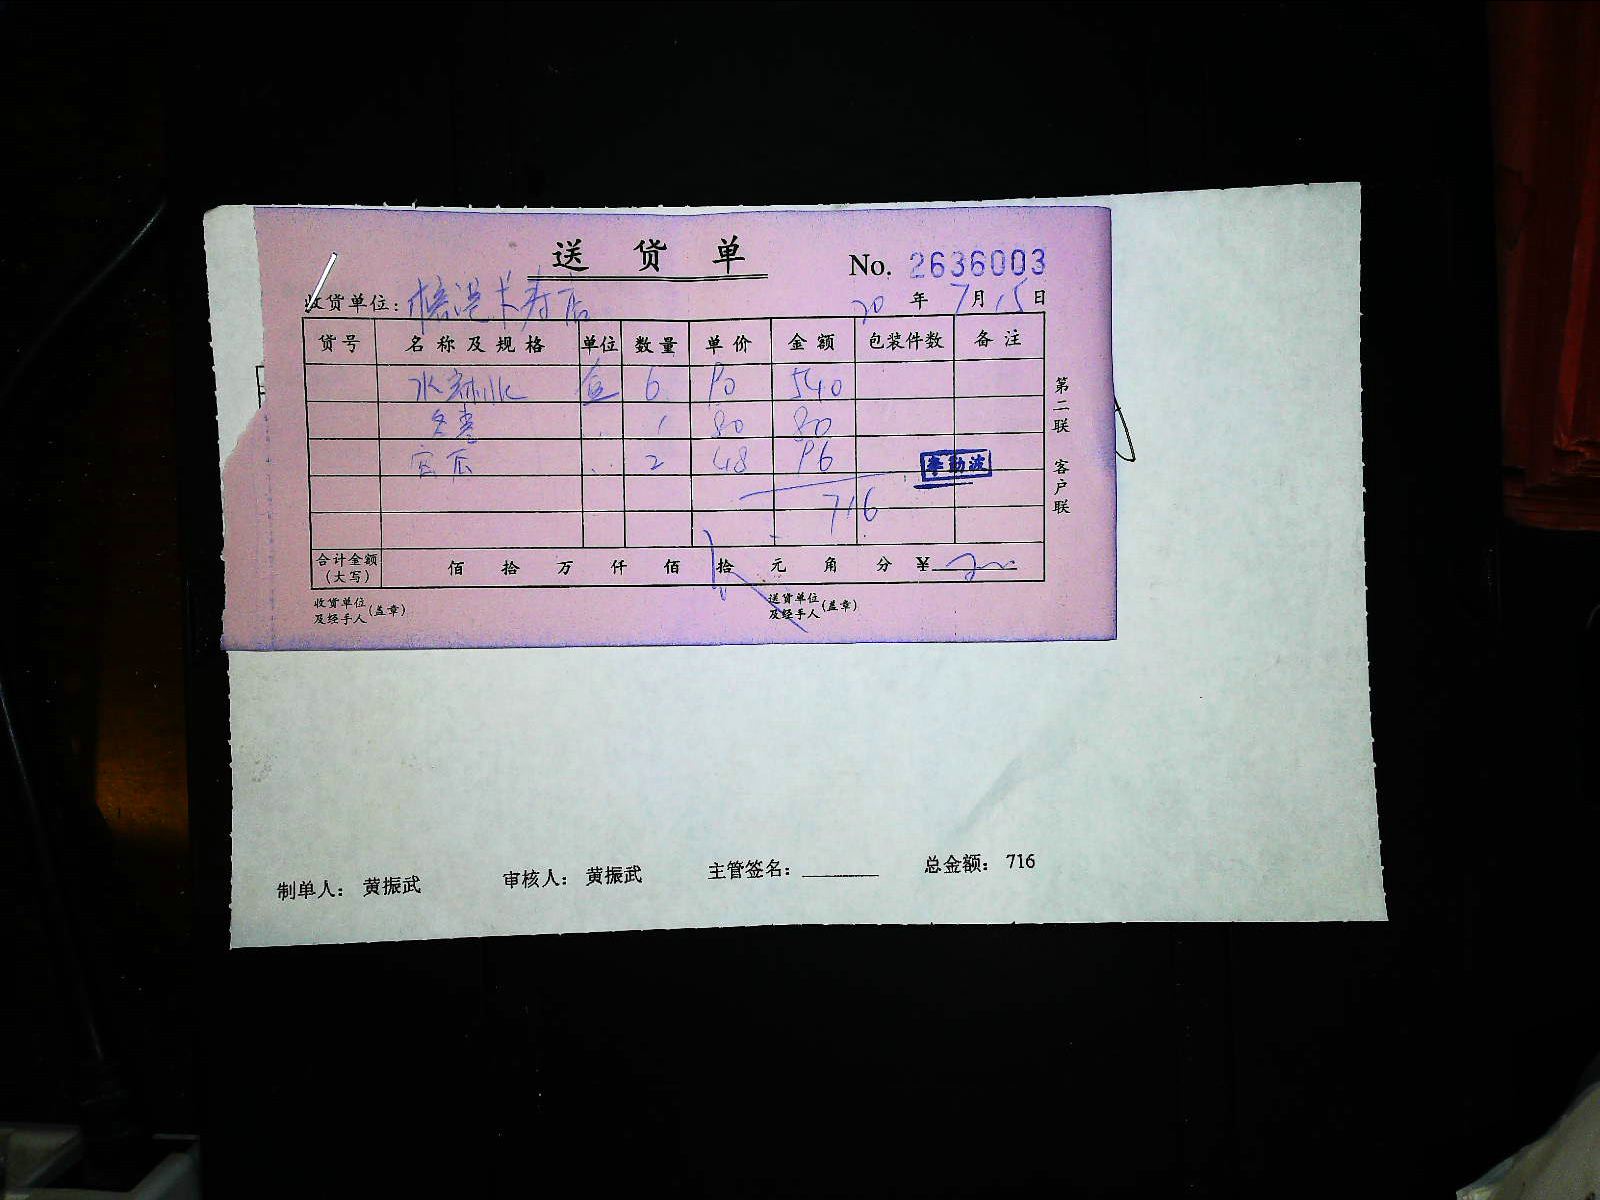 送 货 单
No. 2636003
收货单位：
20 年 7月 15日
货号 名称及规格 单位 数量 单价 金额 包装件数 备注
水 盒 6 90 540
1 80 80
2 48 96
李勤波
716
合计金额（大写） 佰 拾 万 仟 佰 拾 元 角 分 ¥
收货单位及经手人（盖章） 送货单位及经手人（盖章）
第二联 客户联
制单人： 黄振武 审核人： 黄振武 主管签名：________ 总金额： 716